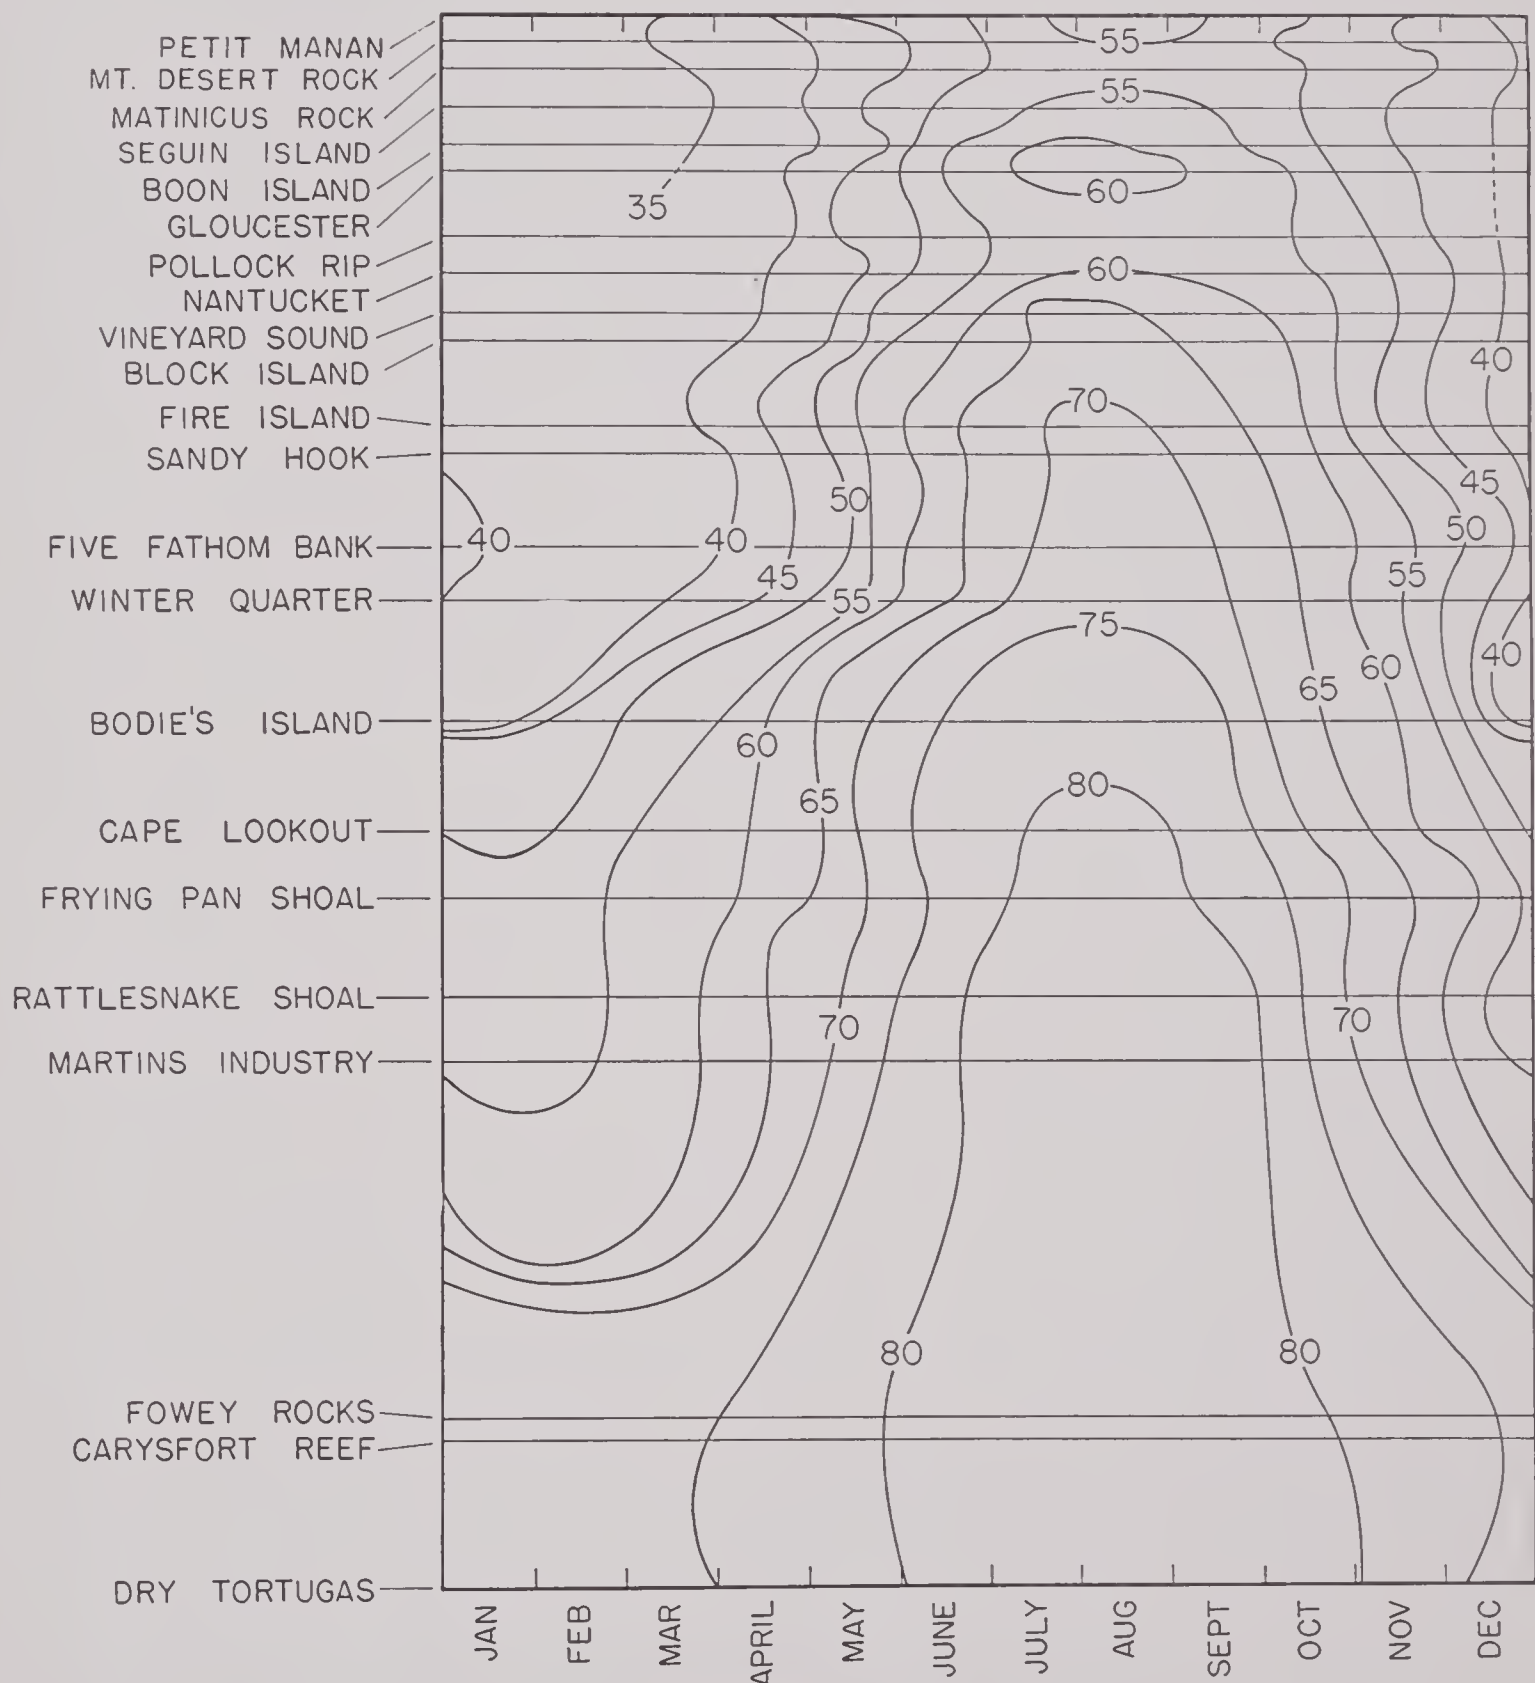 PETIT MANAN
MT. DESERT ROCK
MATINICUS ROCK
SEGUIN ISLAND
BOON ISLAND
GLOUCESTER
POLLOCK RIP
NANTUCKET
VINEYARD SOUND
BLOCK ISLAND
FIRE ISLAND
SANDY HOOK
FIVE FATHOM BANK
WINTER QUARTER
BODIE'S ISLAND
CAPE LOOKOUT
FRYING PAN SHOAL
RATTLESNAKE SHOAL
MARTINS INDUSTRY
FOWEY ROCKS
CARYSFORT REEF
DRY TORTUGAS
55
55
60
35
60
40
70
45
50
50
40
40
45
55
55
75
40
60
65
60
80
65
70
70
80
80
JAN
FEB
MAR
APRIL
MAY
JUNE
JULY
AUG
SEPT
OCT
NOV
DEC